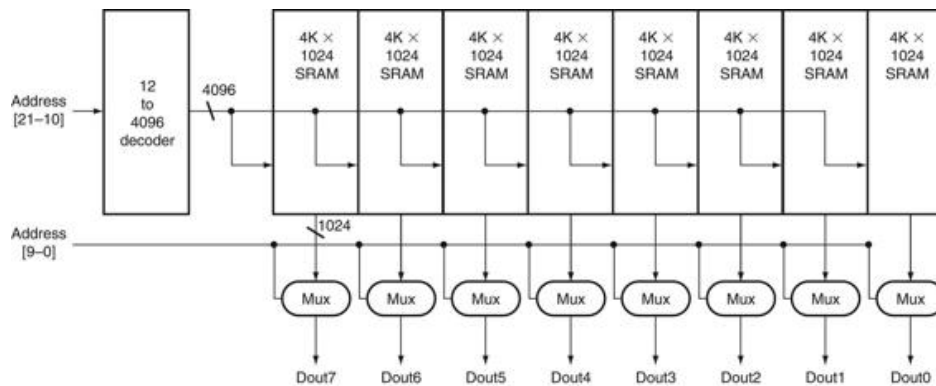 4K ×
1024
SRAM
4K ×
1024
SRAM
4K ×
1024
SRAM
4K ×
1024
SRAM
4K ×
1024
SRAM
4K ×
1024
SRAM
4K ×
1024
SRAM
4K ×
1024
SRAM
Address
[21–10]
12
to
4096
decoder
4096
1024
Address
[9–0]
Mux Mux Mux Mux Mux Mux Mux Mux
Dout7 Dout6 Dout5 Dout4 Dout3 Dout2 Dout1 Dout0